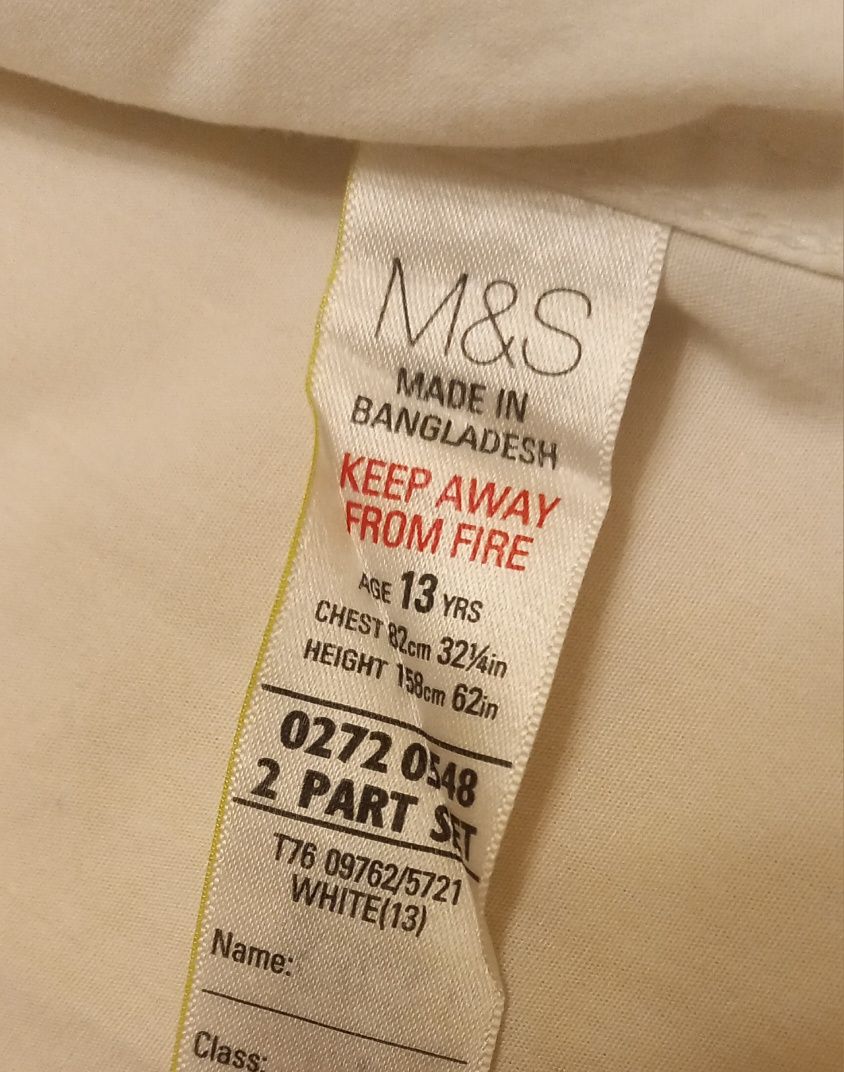 M&S
MADE IN
BANGLADESH
KEEP AWAY
FROM FIRE
AGE 13 YRS
CHEST 82cm 32¼in
HEIGHT 158cm 62in
0272 0548
2 PART SET
T76 09762/5721
WHITE(13)
Name:
Class: